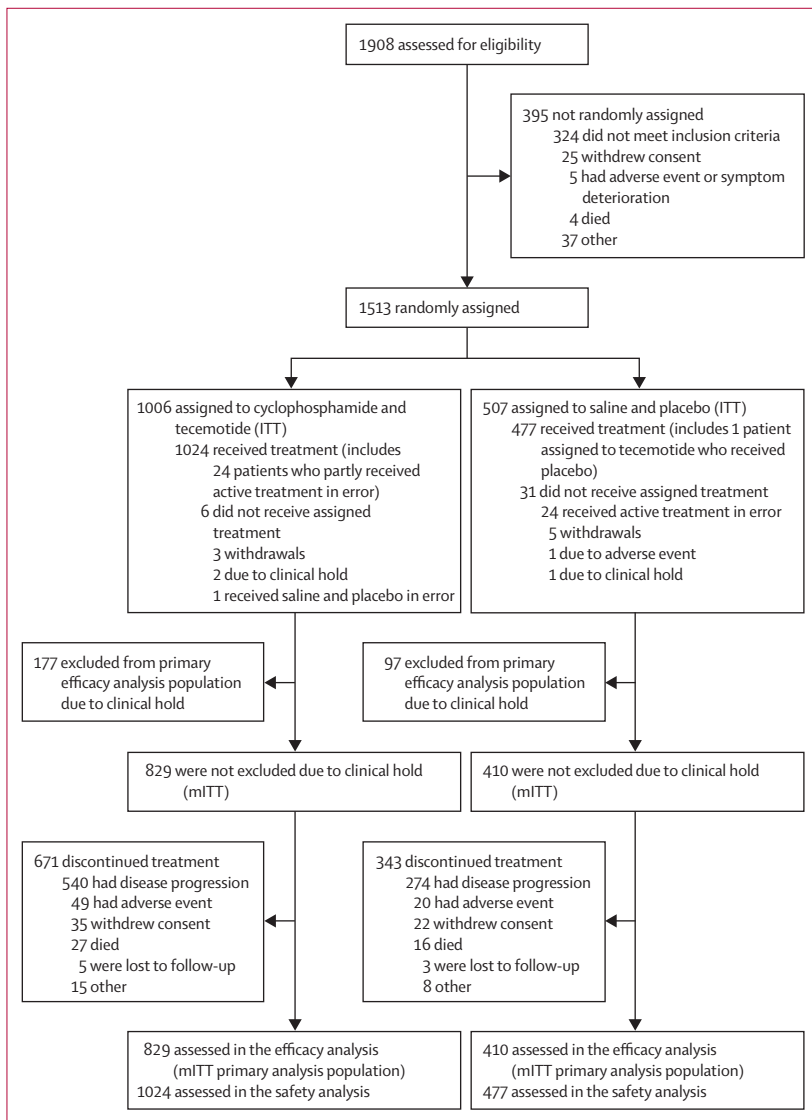 1908 assessed for eligibility
395 not randomly assigned
324 did not meet inclusion criteria
25 withdrew consent
5 had adverse event or symptom
deterioration
4 died
37 other
1513 randomly assigned
1006 assigned to cyclophosphamide and
tecemotide (ITT)
1024 received treatment (includes
24 patients who partly received
active treatment in error)
6 did not receive assigned
treatment
3 withdrawals
2 due to clinical hold
1 received saline and placebo in error
507 assigned to saline and placebo (ITT)
477 received treatment (includes 1 patient
assigned to tecemotide who received
placebo)
31 did not receive assigned treatment
24 received active treatment in error
5 withdrawals
1 due to adverse event
1 due to clinical hold
177 excluded from primary
efficacy analysis population
due to clinical hold
97 excluded from primary
efficacy analysis population
due to clinical hold
829 were not excluded due to clinical hold
(mITT)
410 were not excluded due to clinical hold
(mITT)
671 discontinued treatment
540 had disease progression
49 had adverse event
35 withdrew consent
27 died
5 were lost to follow-up
15 other
343 discontinued treatment
274 had disease progression
20 had adverse event
22 withdrew consent
16 died
3 were lost to follow-up
8 other
829 assessed in the efficacy analysis
(mITT primary analysis population)
1024 assessed in the safety analysis
410 assessed in the efficacy analysis
(mITT primary analysis population)
477 assessed in the safety analysis